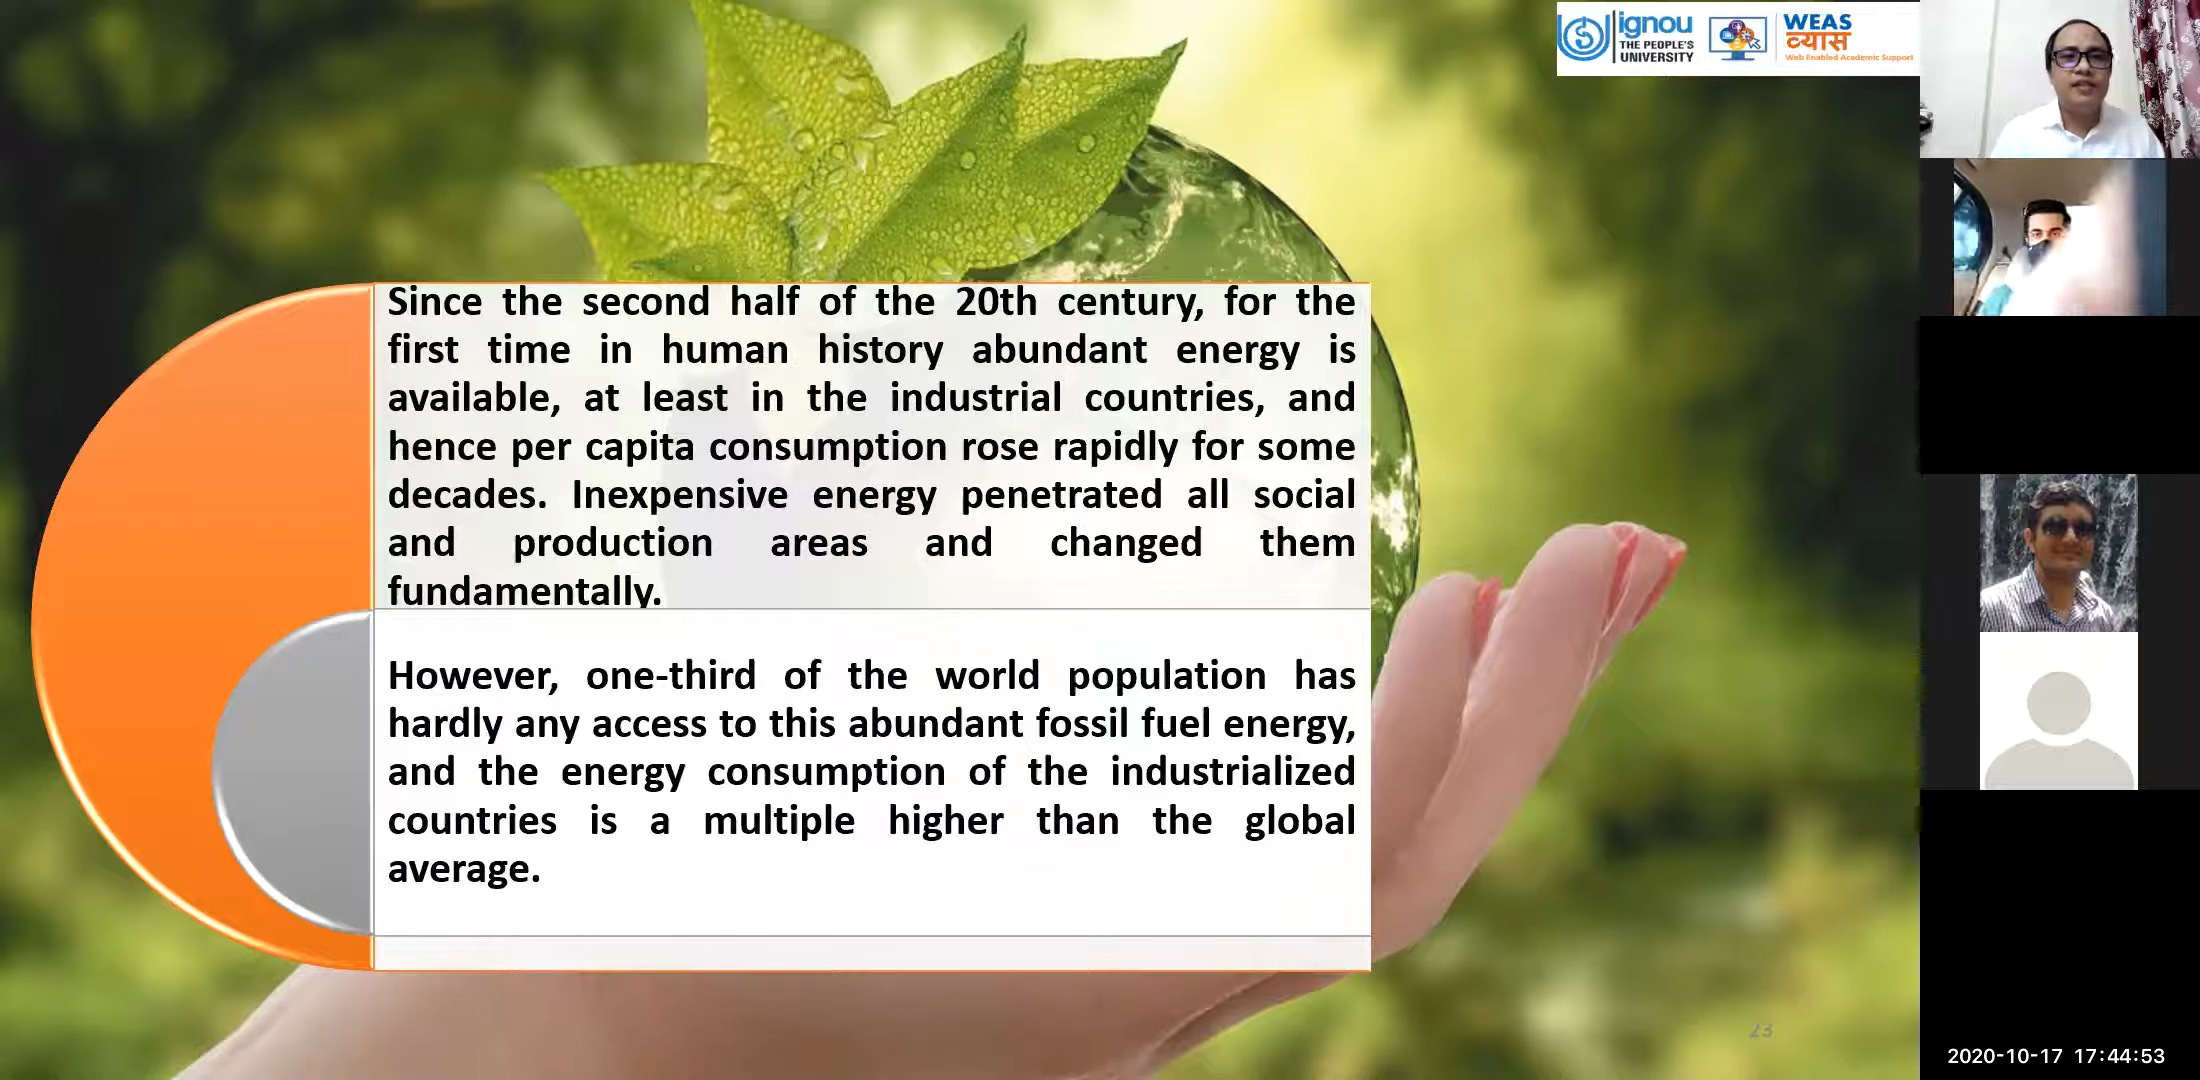 ignou
THE PEOPLE'S
UNIVERSITY
WEAS
व्यास
Web Enabled Academic Support
Since the second half of the 20th century, for the
first time in human history abundant energy is
available, at least in the industrial countries, and
hence per capita consumption rose rapidly for some
decades. Inexpensive energy penetrated all social
and production areas and changed them
fundamentally.
However, one-third of the world population has
hardly any access to this abundant fossil fuel energy,
and the energy consumption of the industrialized
countries is a multiple higher than the global
average.
23
2020-10-17 17:44:53